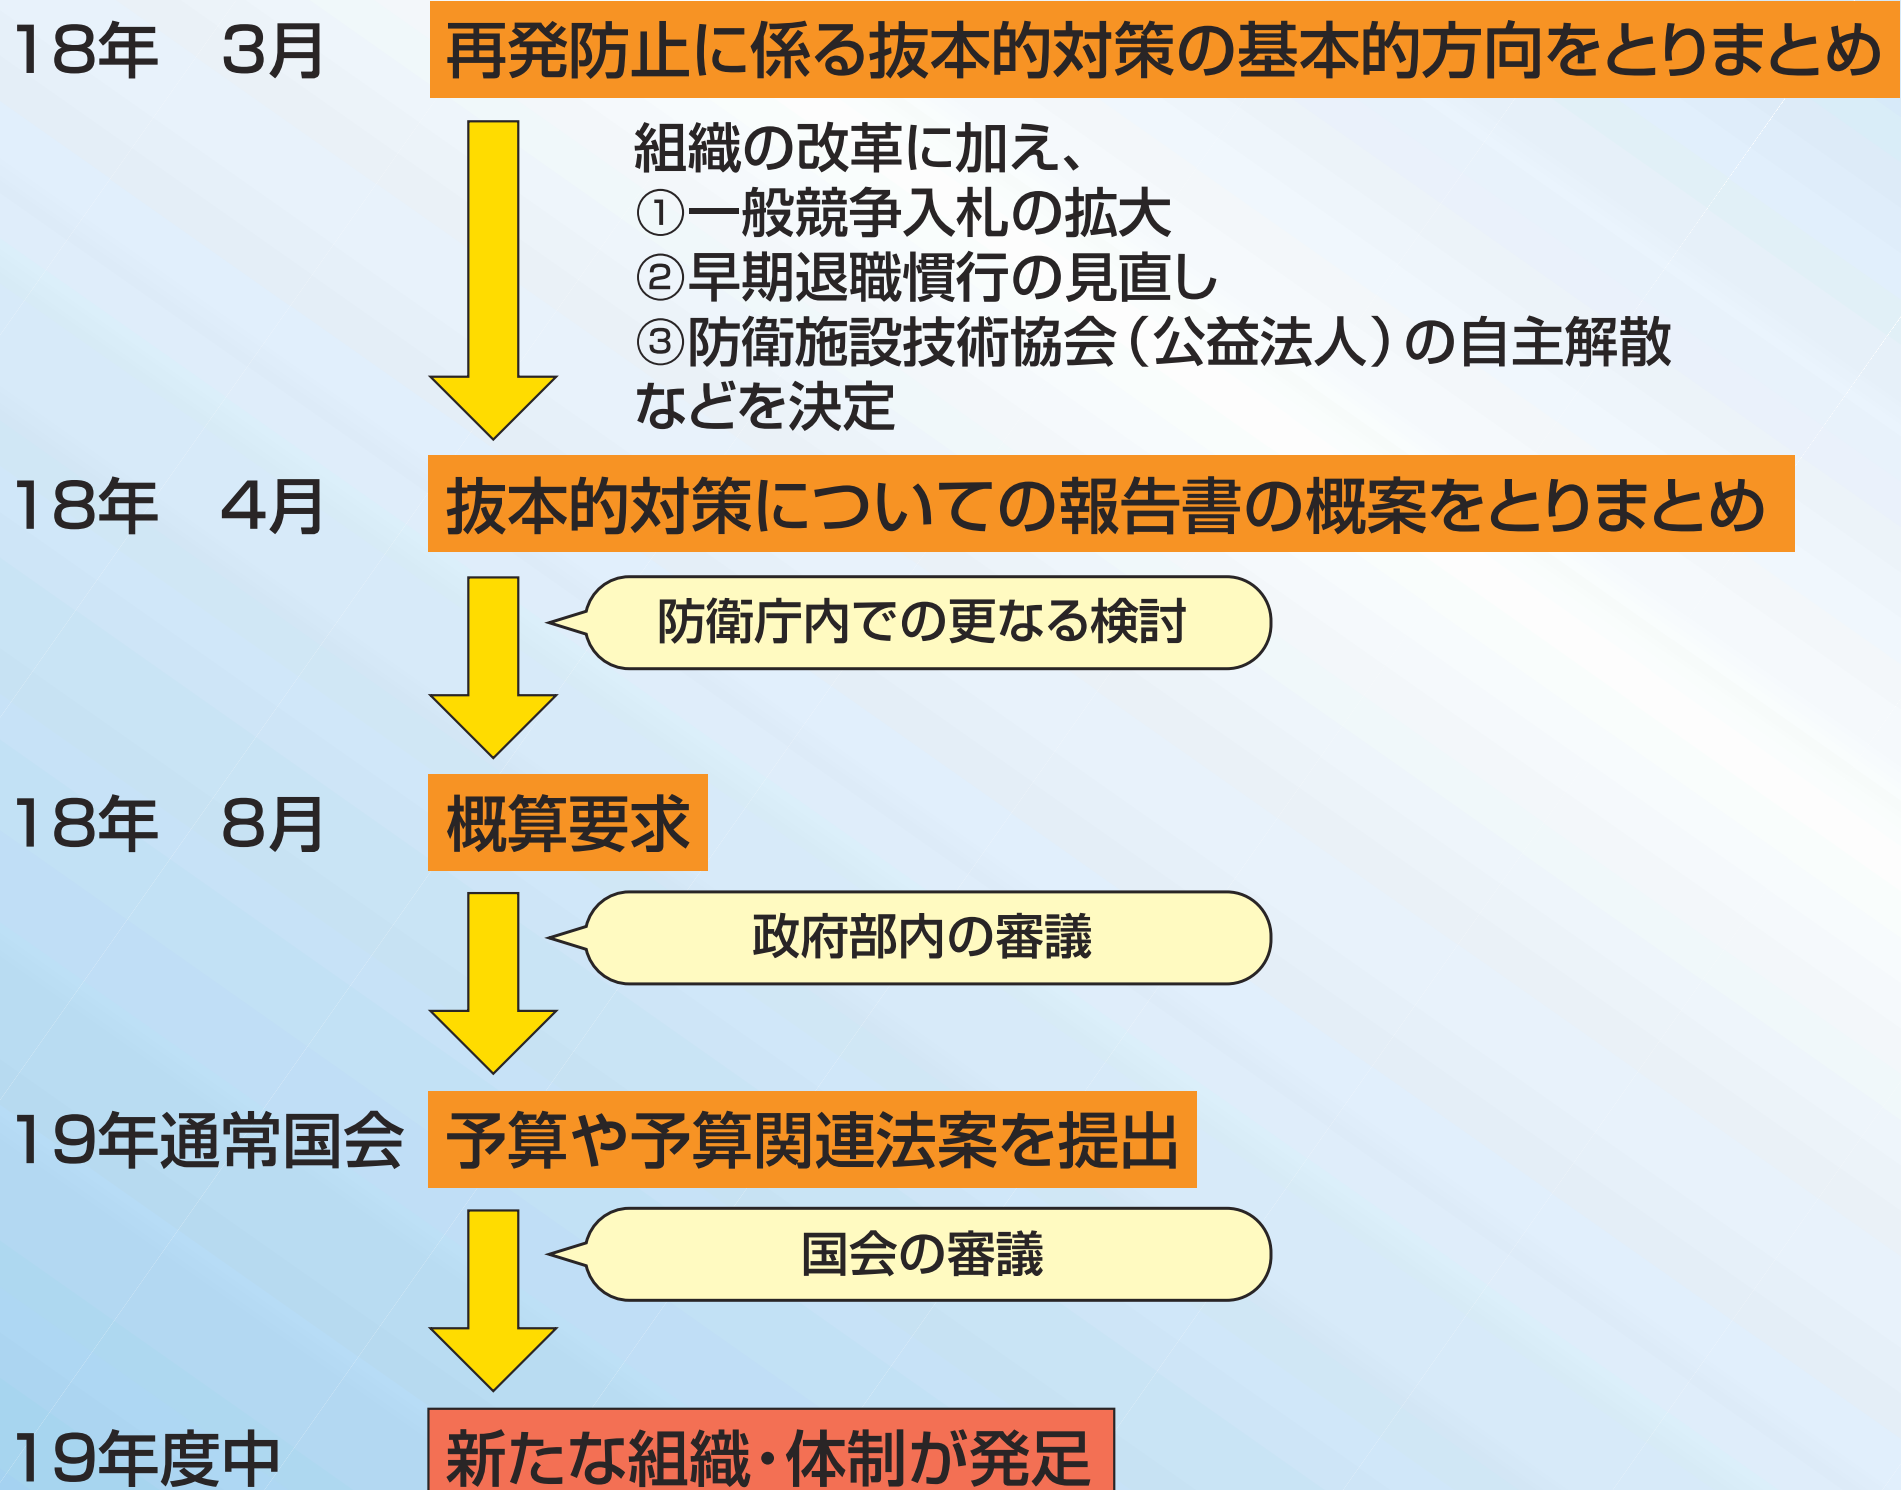 18年　3月　再発防止に係る抜本的対策の基本的方向をとりまとめ
組織の改革に加え、
①一般競争入札の拡大
②早期退職慣行の見直し
③防衛施設技術協会（公益法人）の自主解散
などを決定
18年　4月　抜本的対策についての報告書の概案をとりまとめ
防衛庁内での更なる検討
18年　8月　概算要求
政府部内の審議
19年通常国会　予算や予算関連法案を提出
国会の審議
19年度中　新たな組織・体制が発足